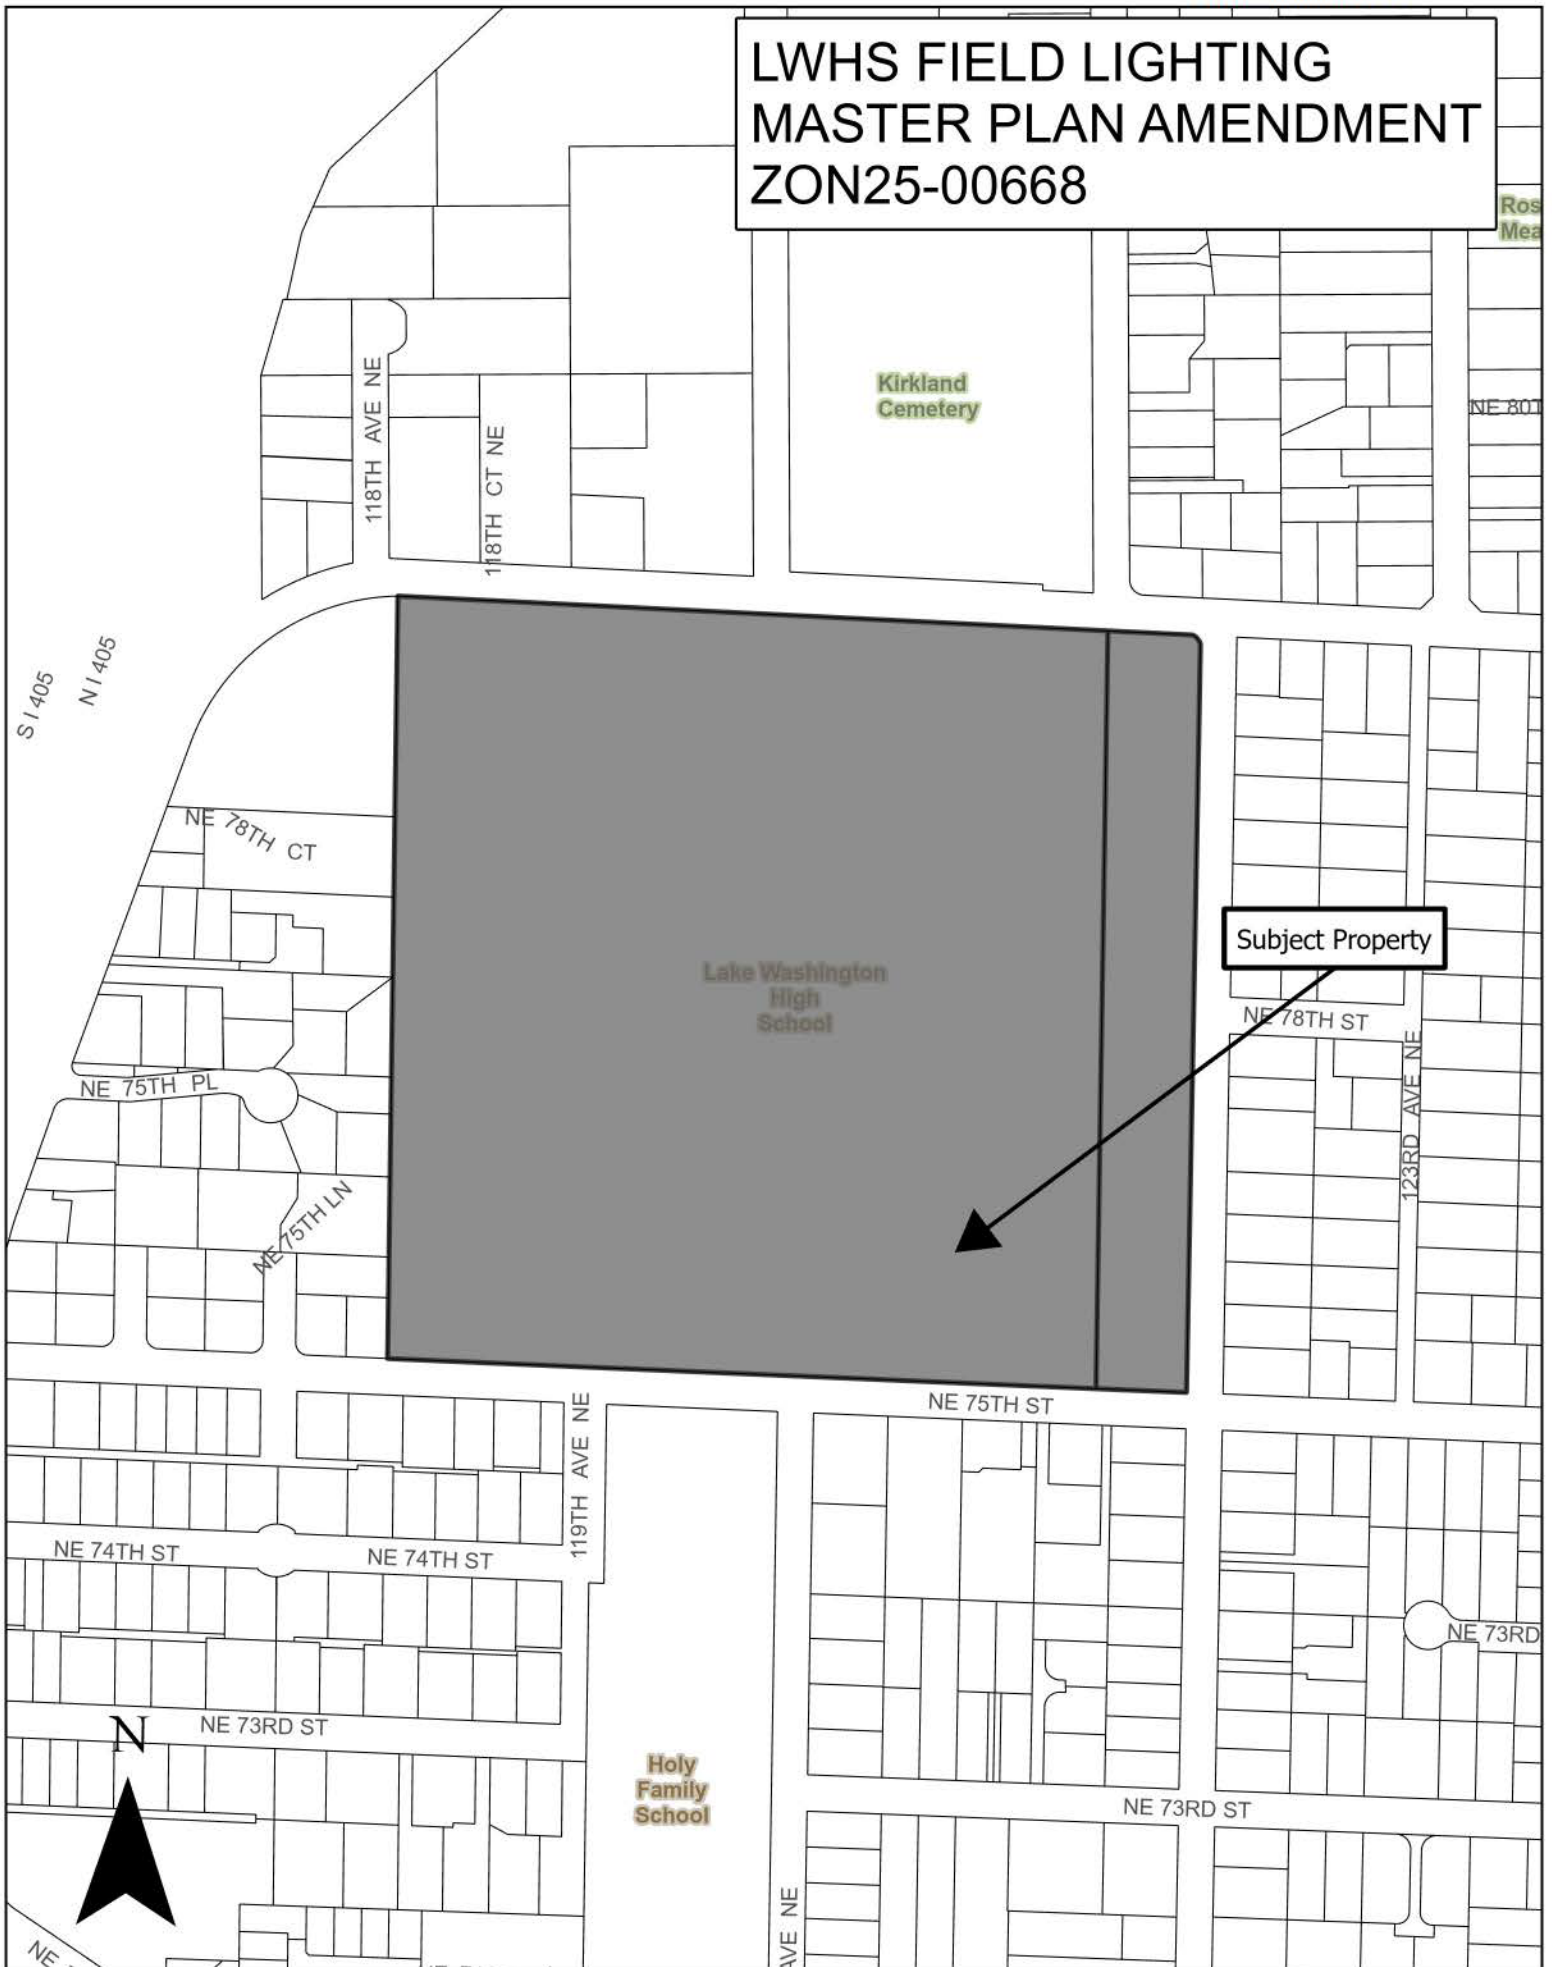 LWHS FIELD LIGHTING
MASTER PLAN AMENDMENT
ZON25-00668
Ros
Mea
Kirkland
Cemetery
NE 80T
118TH AVE NE
118TH CT NE
S I 405
N I 405
NE 78TH CT
Subject Property
Lake Washington
High
School
NE 78TH ST
NE 75TH PL
123RD AVE NE
NE 75TH LN
NE 75TH ST
119TH AVE NE
NE 74TH ST
NE 74TH ST
NE 73RD
NE 73RD ST
N
Holy
Family
School
NE 73RD ST
AVE NE
NE